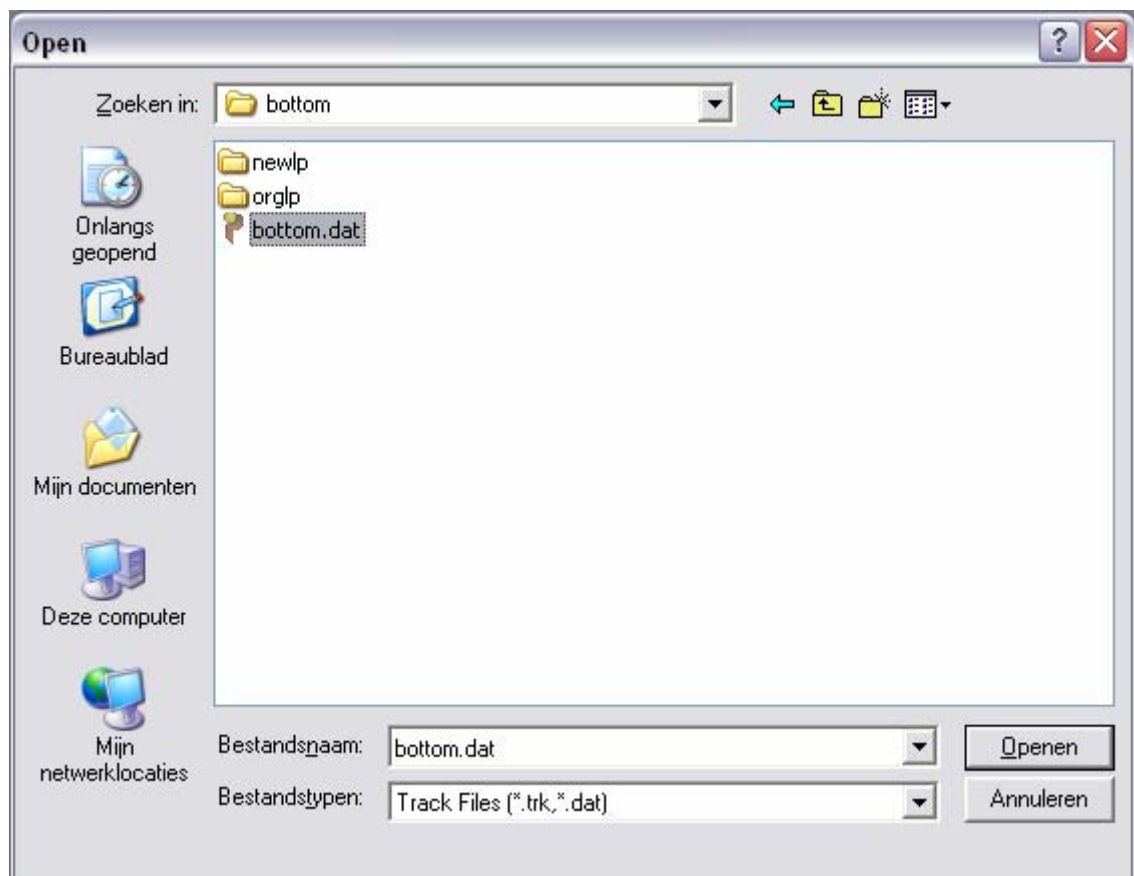 Open
Zoeken in:
bottom
Onlangs
geopend
Bureaublad
Mijn documenten
Deze computer
Mijn
netwerklocaties
newlp
orglp
bottom.dat
Bestandsnaam:
bottom.dat
Openen
Bestandstypen:
Track Files (*.trk,*.dat)
Annuleren